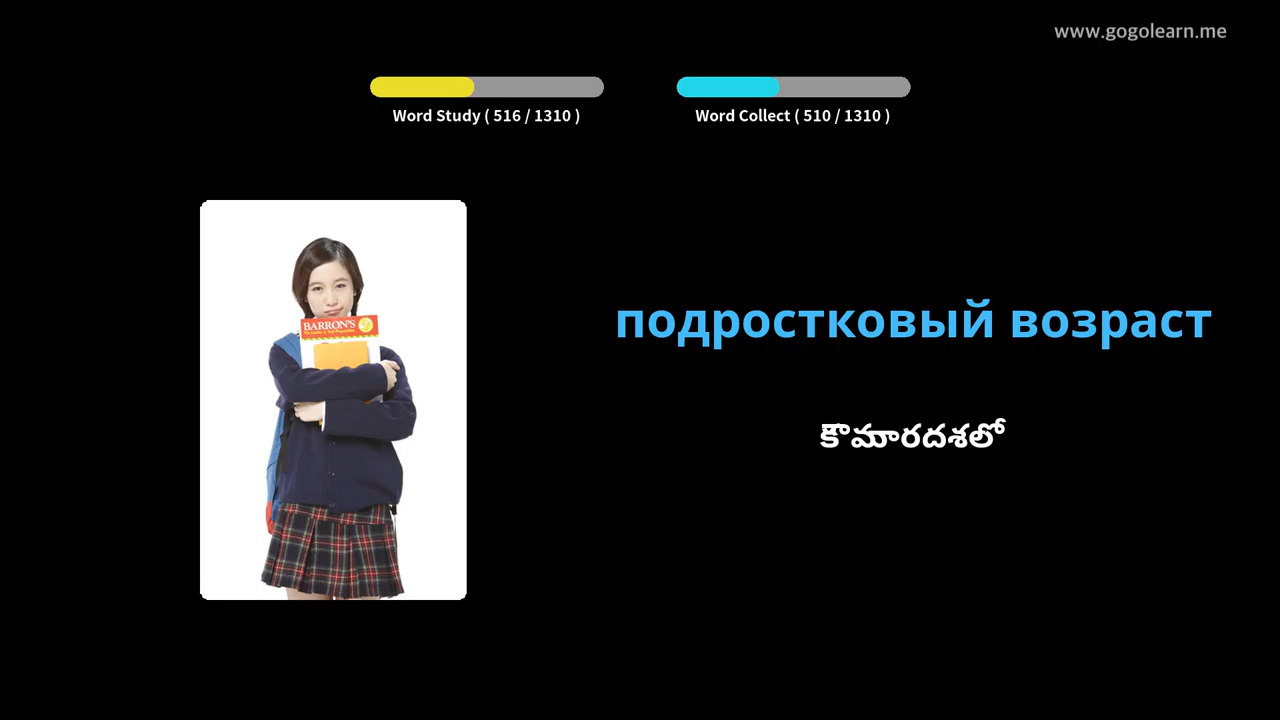 www.gogolearn.me
Word Study ( 516 / 1310 )
Word Collect ( 510 / 1310 )
BARRON'S
подростковый возраст
కౌమారదశలో